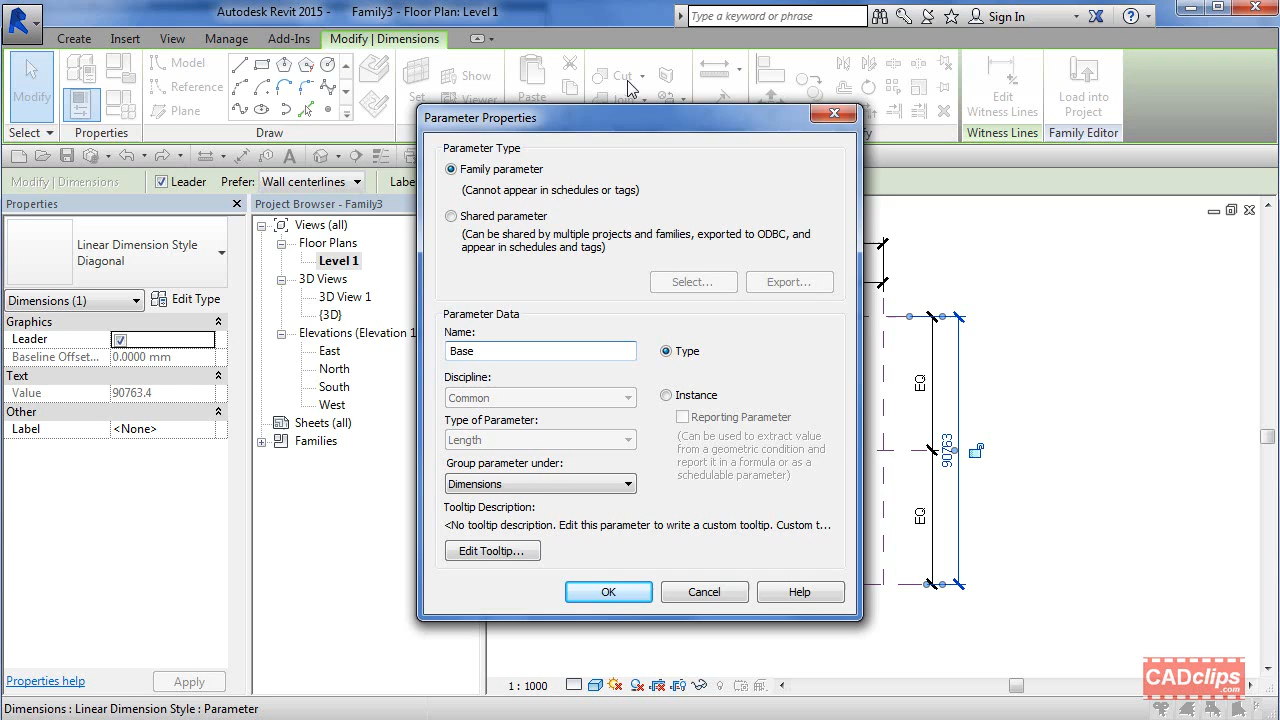 Autodesk Revit 2015 - Family3 - Floor Plan: Level 1
Type a keyword or phrase
Sign In
Create Insert View Manage Add-Ins Modify | Dimensions
Modify
Model
Reference
Plane
Set
Show
Viewer
Paste
Cut
Join
Edit
Witness Lines
Load into
Project
Select Properties Draw Witness Lines Family Editor
Modify | Dimensions Leader Prefer: Wall centerlines
Properties
Linear Dimension Style
Diagonal
Dimensions (1) Edit Type
Graphics
Leader
Baseline Offset... 0.0000 mm
Text
Value 90763.4
Other
Label <None>
Properties help Apply
Project Browser - Family3
Views (all)
Floor Plans
Level 1
3D Views
3D View 1
{3D}
Elevations (Elevation 1
East
North
South
West
Sheets (all)
Families
Parameter Properties
Parameter Type
Family parameter
(Cannot appear in schedules or tags)
Shared parameter
(Can be shared by multiple projects and families, exported to ODBC, and
appear in schedules and tags)
Select... Export...
Parameter Data
Name:
Base
Type
Discipline:
Common
Instance
Type of Parameter:
Reporting Parameter
Length
(Can be used to extract value
from a geometric condition and
report it in a formula or as a
schedulable parameter)
Group parameter under:
Dimensions
Tooltip Description:
<No tooltip description. Edit this parameter to write a custom tooltip. Custom t...
Edit Tooltip...
OK Cancel Help
EQ
90763
EQ
1 : 1000
CADclips
.com
Dimensions : Linear Dimension Style : Parameter